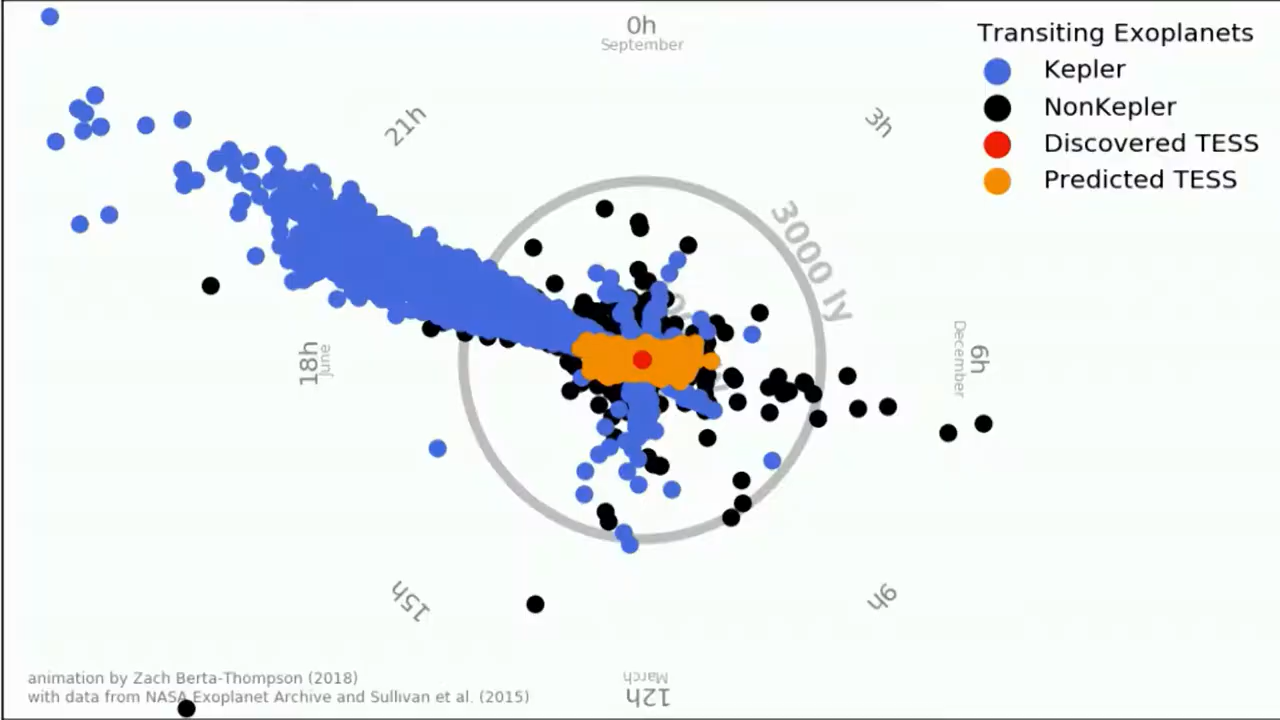 0h
September
Transiting Exoplanets
Kepler
NonKepler
Discovered TESS
Predicted TESS
21h
3h
3000 ly
18h
June
6h
December
15h
9h
March
12h
animation by Zach Berta-Thompson (2018)
with data from NASA Exoplanet Archive and Sullivan et al. (2015)